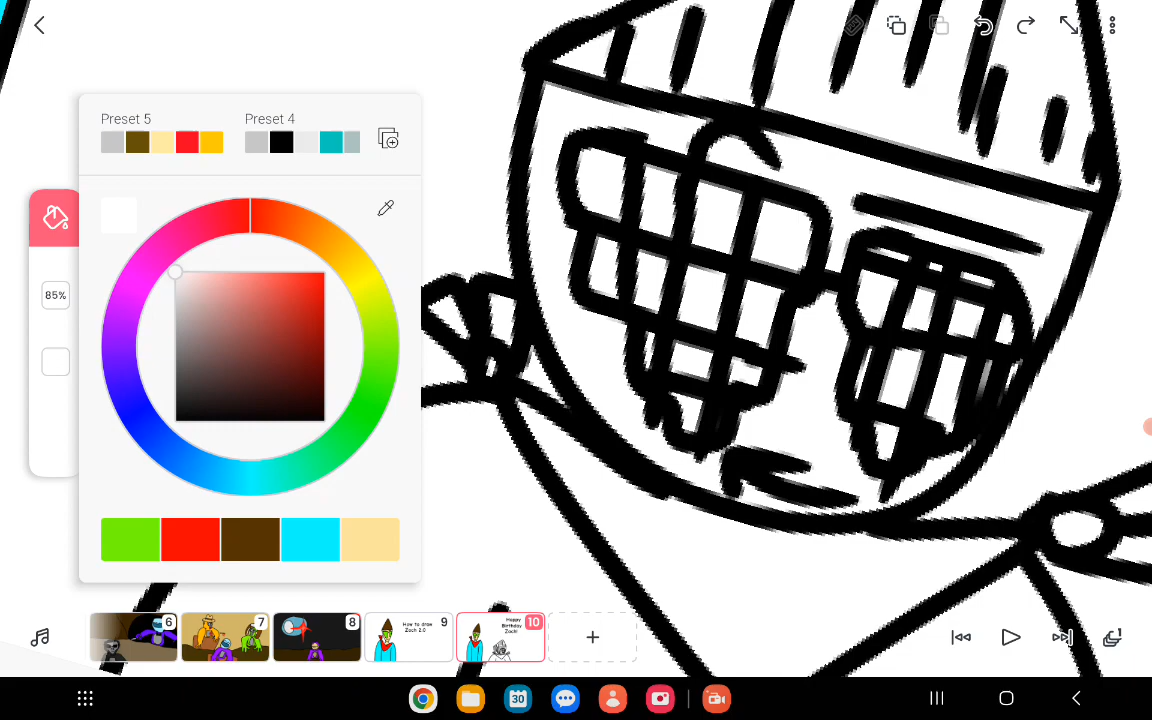 Preset 5
Preset 4
85%
6
7
8
How to draw
Zach 2.0
9
Happy
Birthday
Zach!
10
30